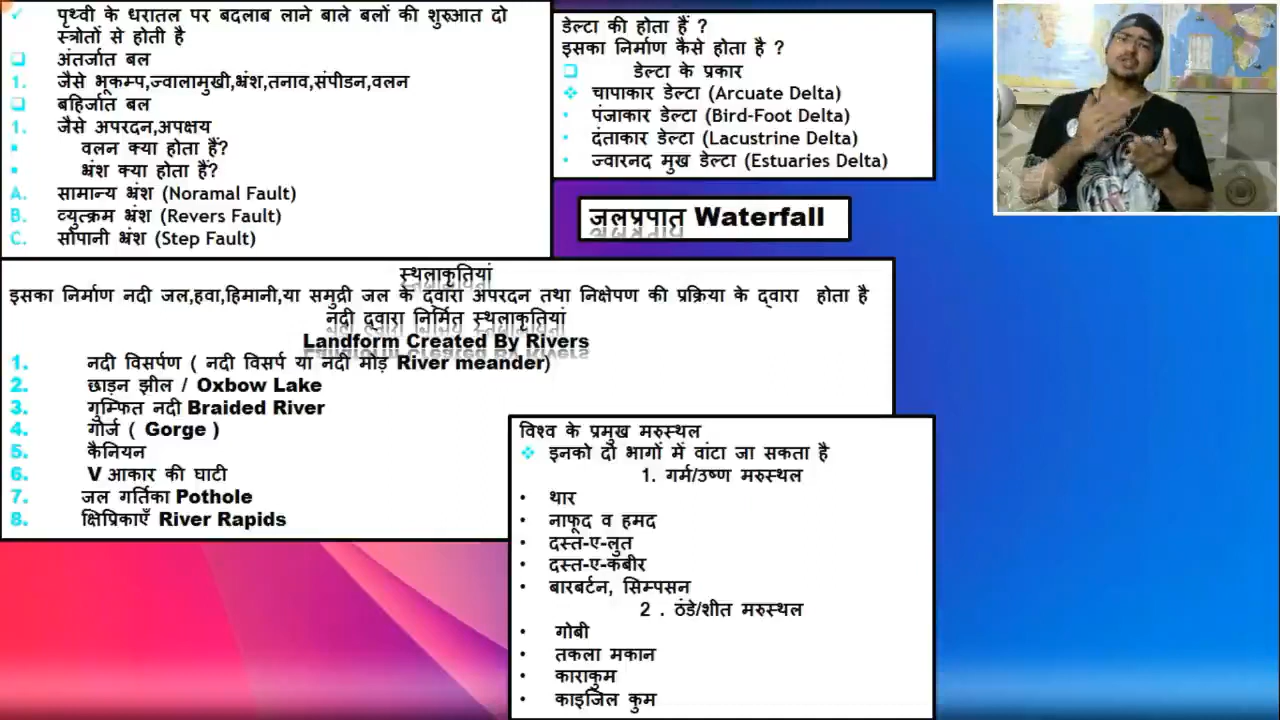 पृथ्वी के धरातल पर बदलाब लाने बाले बलों की शुरुआत दो
स्त्रोतों से होती है
अंतर्जात बल
1. जैसे भूकम्प,ज्वालामुखी,भ्रंश,तनाव,संपीडन,वलन
बहिर्जात बल
1. जैसे अपरदन,अपक्षय
वलन क्या होता हैं?
भ्रंश क्या होता हैं?
A. सामान्य भ्रंश (Noramal Fault)
B. व्युत्क्रम भ्रंश (Revers Fault)
C. सोपानी भ्रंश (Step Fault)
डेल्टा की होता हैं ?
इसका निर्माण कैसे होता है ?
डेल्टा के प्रकार
चापाकार डेल्टा (Arcuate Delta)
पंजाकार डेल्टा (Bird-Foot Delta)
दंताकार डेल्टा (Lacustrine Delta)
ज्वारनद मुख डेल्टा (Estuaries Delta)
जलप्रपात Waterfall
स्थलाकृतियां
इसका निर्माण नदी जल,हवा,हिमानी,या समुद्री जल के द्वारा अपरदन तथा निक्षेपण की प्रक्रिया के द्वारा होता है
नदी द्वारा निर्मित स्थलाकृतियां
Landform Created By Rivers
1. नदी विसर्पण ( नदी विसर्प या नदी मोड़ River meander)
2. छाड़न झील / Oxbow Lake
3. गुम्फित नदी Braided River
4. गोर्ज ( Gorge )
5. कैनियन
6. V आकार की घाटी
7. जल गर्तिका Pothole
8. क्षिप्रिकाएँ River Rapids
विश्व के प्रमुख मरुस्थल
इनको दो भागों में वांटा जा सकता है
1. गर्म/उष्ण मरुस्थल
थार
नाफूद व हमद
दस्त-ए-लुत
दस्त-ए-कबीर
बारबर्टन, सिम्पसन
2 . ठंडे/शीत मरुस्थल
गोबी
तकला मकान
काराकुम
काइजिल कुम